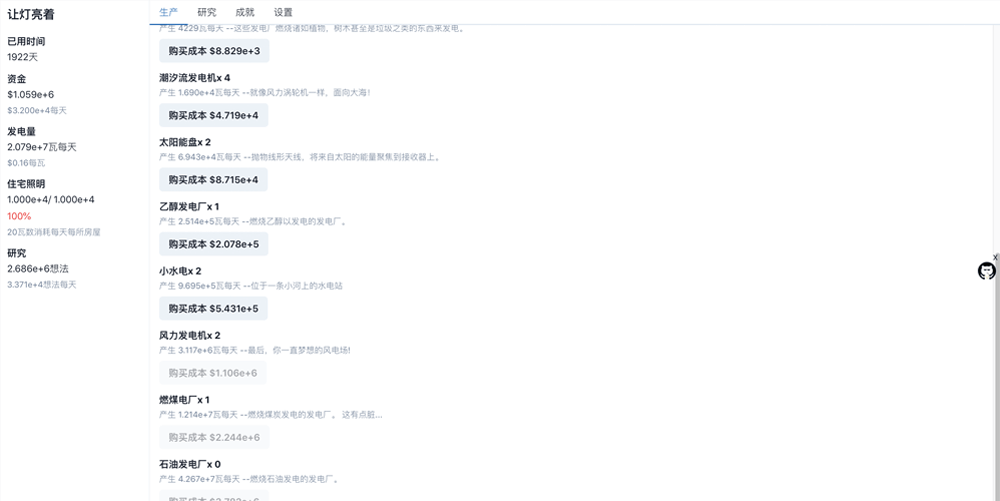 让灯亮着
已用时间
1922天
资金
$1.059e+6
$3.200e+4每天
发电量
2.079e+7瓦每天
$0.16每瓦
住宅照明
1.000e+4/ 1.000e+4
100%
20瓦数消耗每天每所房屋
研究
2.686e+6想法
3.371e+4想法每天
生产 研究 成就 设置
产生 4229瓦每天 --这些发电厂燃烧诸如植物，树木甚至是垃圾之类的东西来发电。
购买成本 $8.829e+3
潮汐流发电机x 4
产生 1.690e+4瓦每天 --就像风力涡轮机一样，面向大海！
购买成本 $4.719e+4
太阳能盘x 2
产生 6.943e+4瓦每天 --抛物线形天线，将来自太阳的能量聚焦到接收器上。
购买成本 $8.715e+4
乙醇发电厂x 1
产生 2.514e+5瓦每天 --燃烧乙醇以发电的发电厂。
购买成本 $2.078e+5
小水电x 2
产生 9.695e+5瓦每天 --位于一条小河上的水电站
购买成本 $5.431e+5
风力发电机x 2
产生 3.117e+6瓦每天 --最后，你一直梦想的风电场!
购买成本 $1.106e+6
燃煤电厂x 1
产生 1.214e+7瓦每天 --燃烧煤炭发电的发电厂。 这有点脏...
购买成本 $2.244e+6
石油发电厂x 0
产生 4.267e+7瓦每天 --燃烧石油发电的发电厂。
x